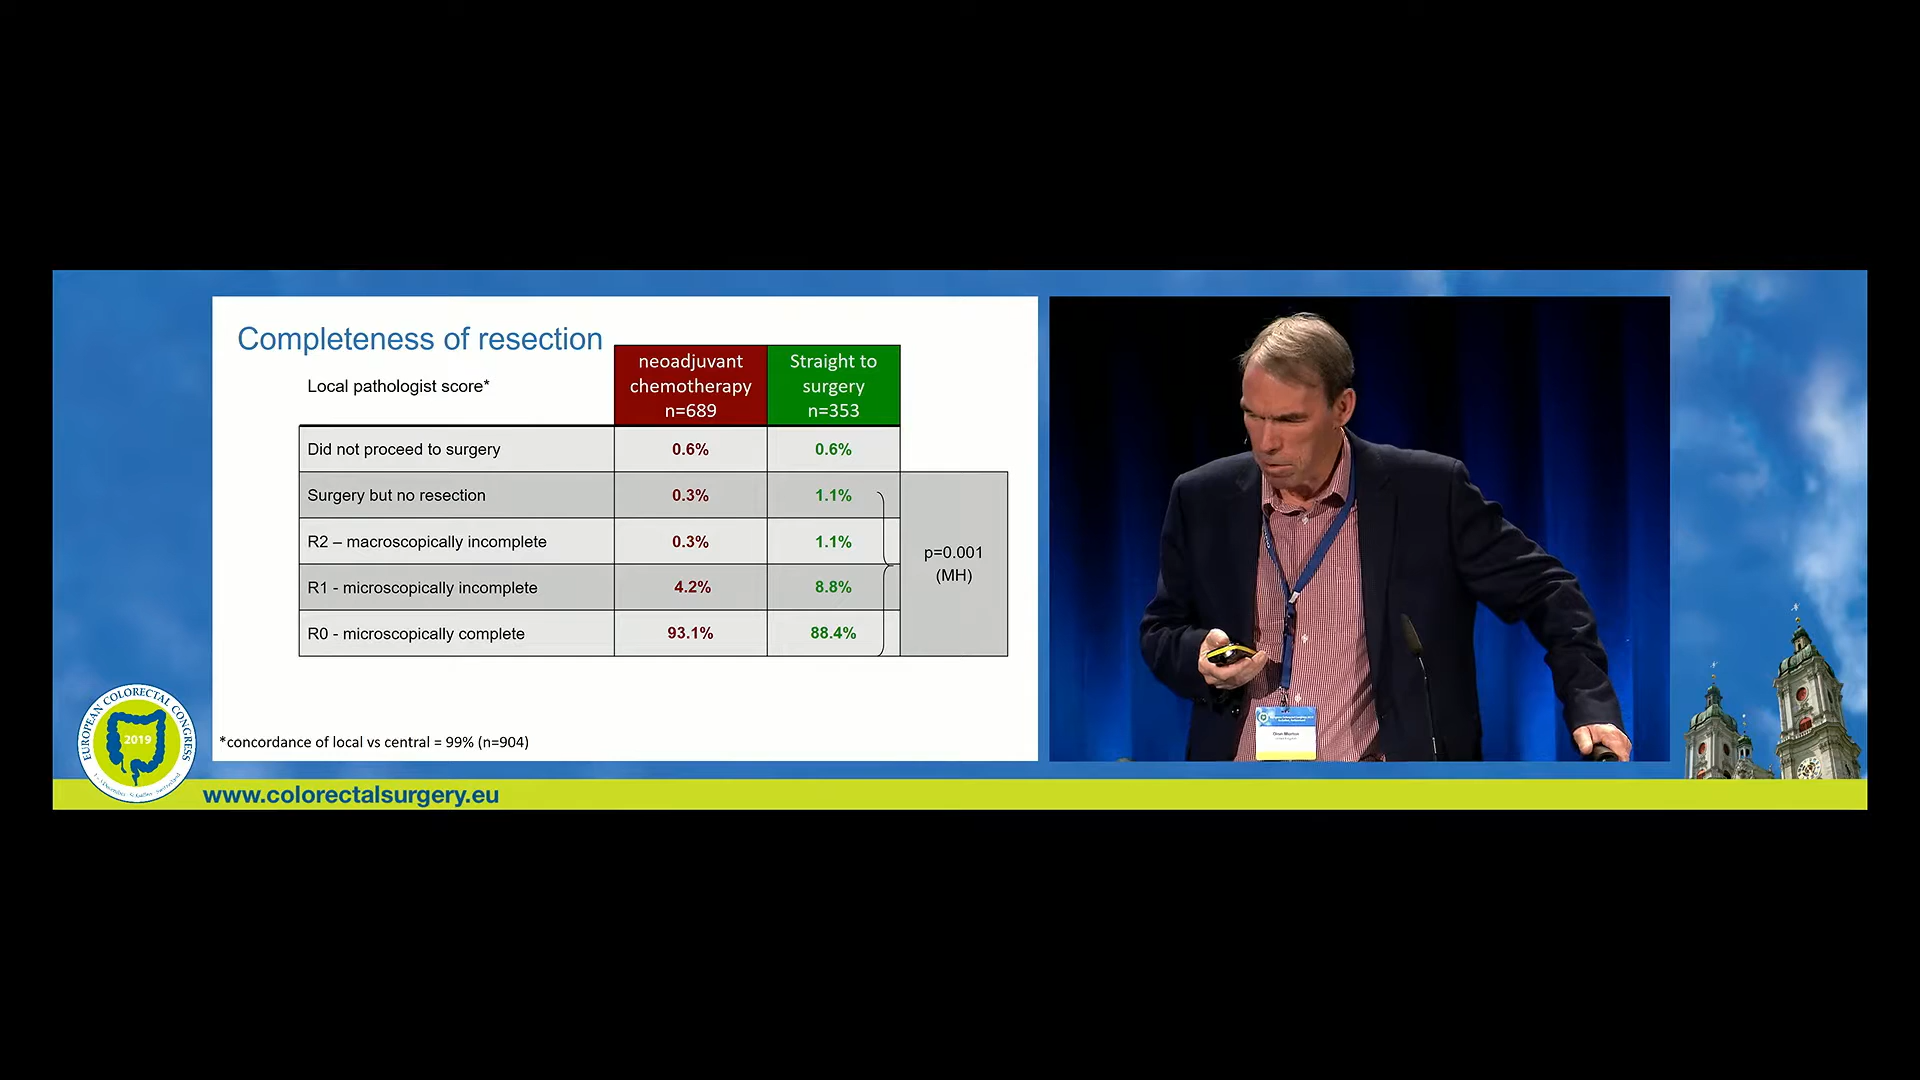 Completeness of resection
Local pathologist score*
neoadjuvant
chemotherapy
n=689
Straight to
surgery
n=353
Did not proceed to surgery
0.6%
0.6%
Surgery but no resection
0.3%
1.1%
R2 – macroscopically incomplete
0.3%
1.1%
R1 - microscopically incomplete
4.2%
8.8%
R0 - microscopically complete
93.1%
88.4%
p=0.001
(MH)
*concordance of local vs central = 99% (n=904)
EUROPEAN COLORECTAL CONGRESS
2019
www.colorectalsurgery.eu